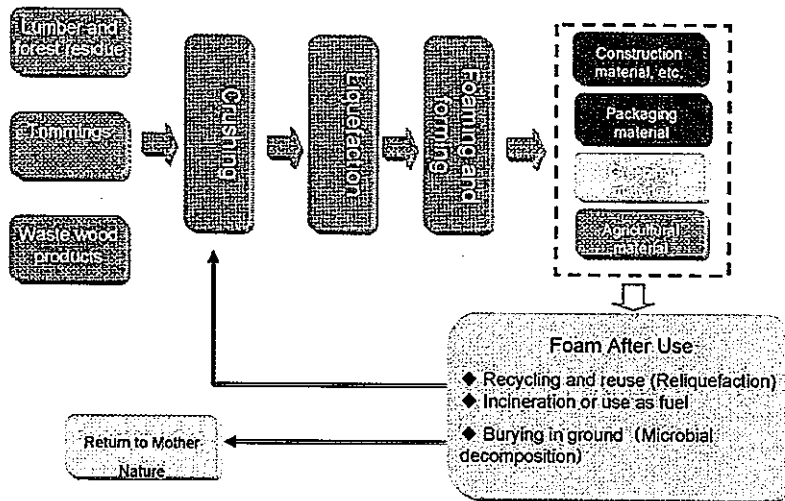 Lumber and
forest residue
Trimmings
Waste wood
products
Crushing
Liquefaction
Foaming and
forming
Construction
material, etc.
Packaging
material
material
Agricultural
material
Foam After Use
◆ Recycling and reuse (Reliquefaction)
◆ Incineration or use as fuel
◆ Burying in ground (Microbial
decomposition)
Return to Mother
Nature